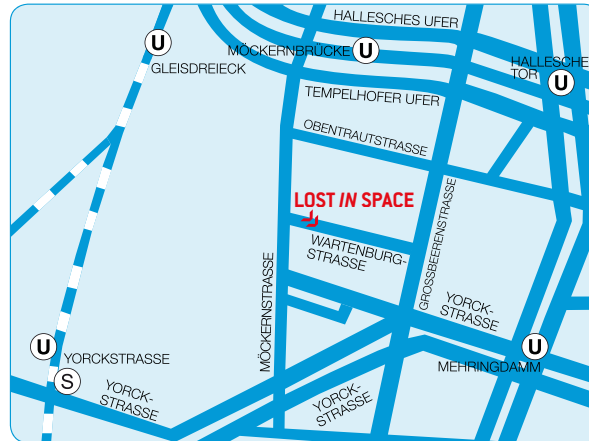 HALLESCHES UFER
U
MÖCKERNBRÜCKE
U
GLEISDREIECK
HALLESCHE
TOR
U
TEMPELHOFER UFER
OBENTRAUTSTRASSE
LOST IN SPACE
WARTENBURG-
STRASSE
GROSSBEERENSTRASSE
MÖCKERNSTRASSE
YORCK-
STRASSE
U
YORCKSTRASSE
S
U
MEHRINGDAMM
YORCK-
STRASSE
YORCK-
STRASSE